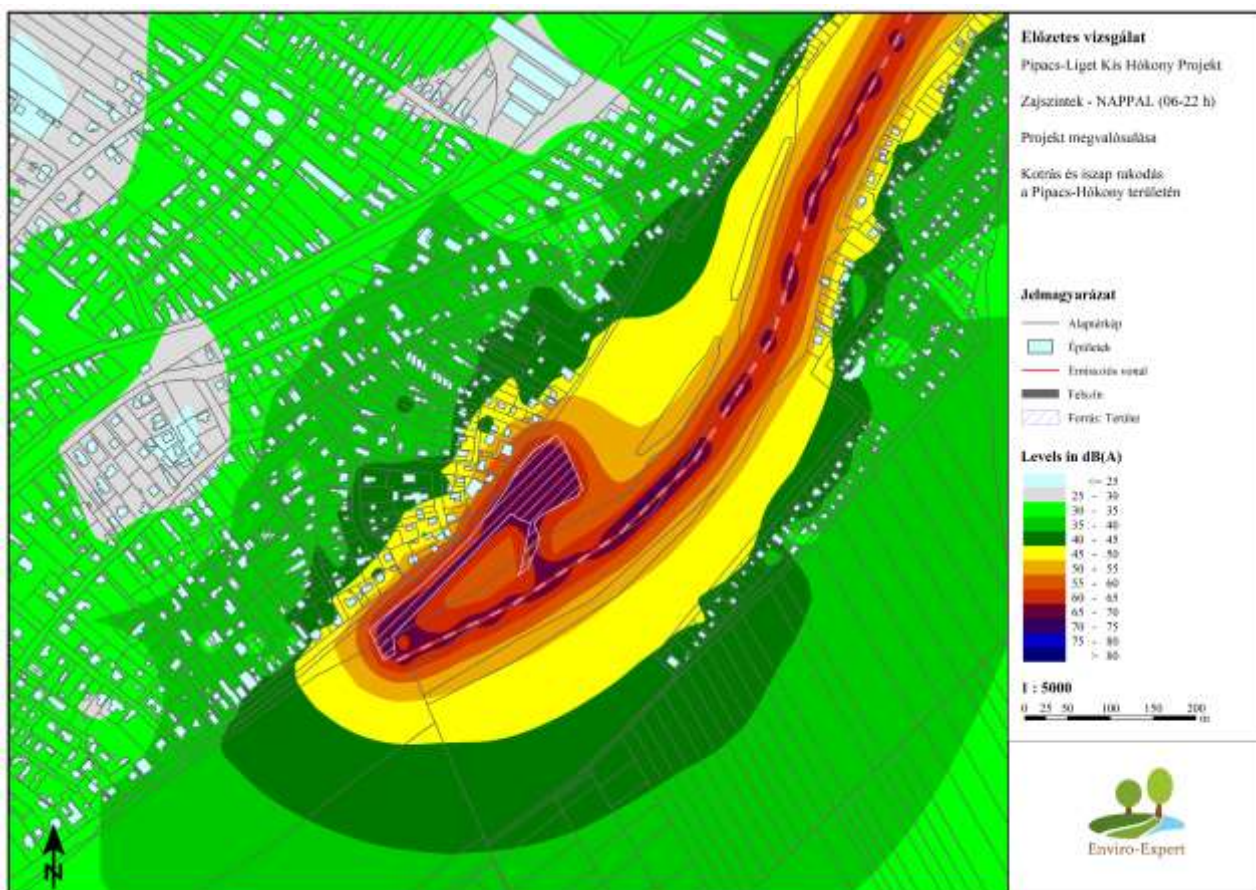 Előzetes vizsgálat
Pipacs-Liget Kis Hókony Projekt
Zajszintek - NAPPAL (06-22 h)
Projekt megvalósulása
Kotrás és iszap rakodás
a Pipacs-Hókony területén
Jelmagyarázat
Alaptérkép
Épületek
Emissziós vonal
Felszín
Forrás: Terület
Levels in dB(A)
<= 25
25 - 30
30 - 35
35 - 40
40 - 45
45 - 50
50 - 55
55 - 60
60 - 65
65 - 70
70 - 75
75 - 80
> 80
1 : 5000
0 25 50 100 150 200
m
Enviro-Expert
N